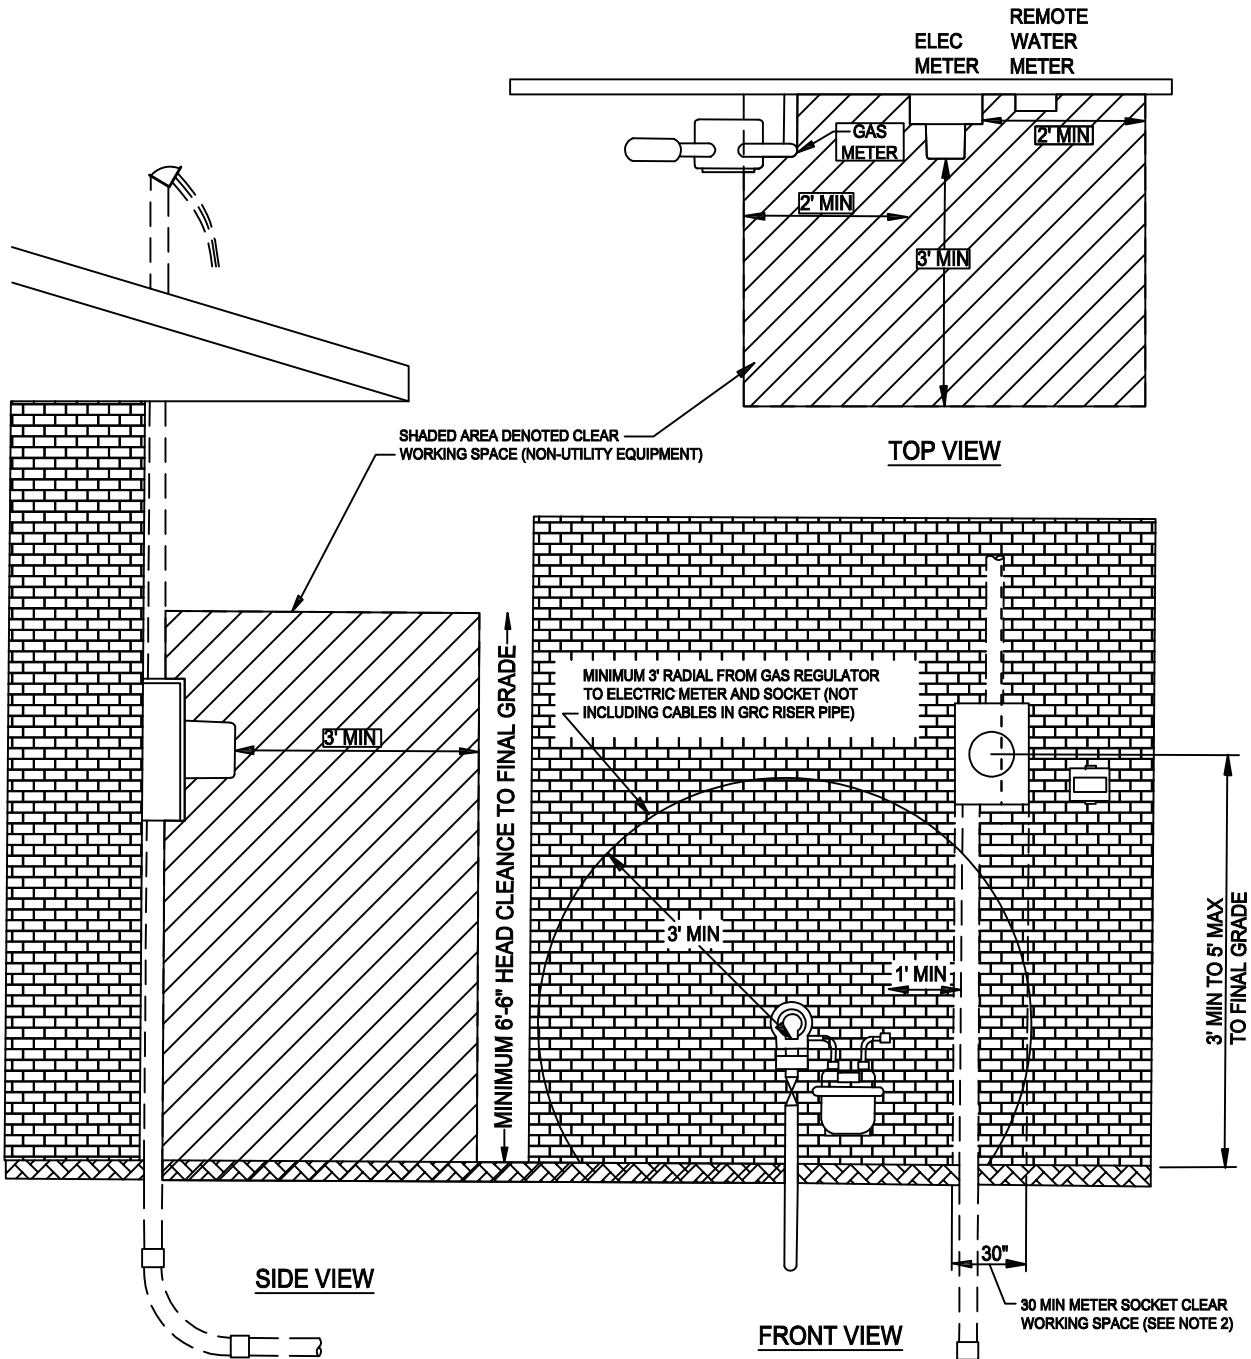 REMOTE
WATER
METER
ELEC
METER
GAS
METER
2' MIN
2' MIN
3' MIN
TOP VIEW
SHADED AREA DENOTED CLEAR
WORKING SPACE (NON-UTILITY EQUIPMENT)
3' MIN
MINIMUM 6'-6" HEAD CLEANCE TO FINAL GRADE
SIDE VIEW
MINIMUM 3' RADIAL FROM GAS REGULATOR
TO ELECTRIC METER AND SOCKET (NOT
INCLUDING CABLES IN GRC RISER PIPE)
3' MIN
1' MIN
3' MIN TO 5' MAX
TO FINAL GRADE
30"
30 MIN METER SOCKET CLEAR
WORKING SPACE (SEE NOTE 2)
FRONT VIEW